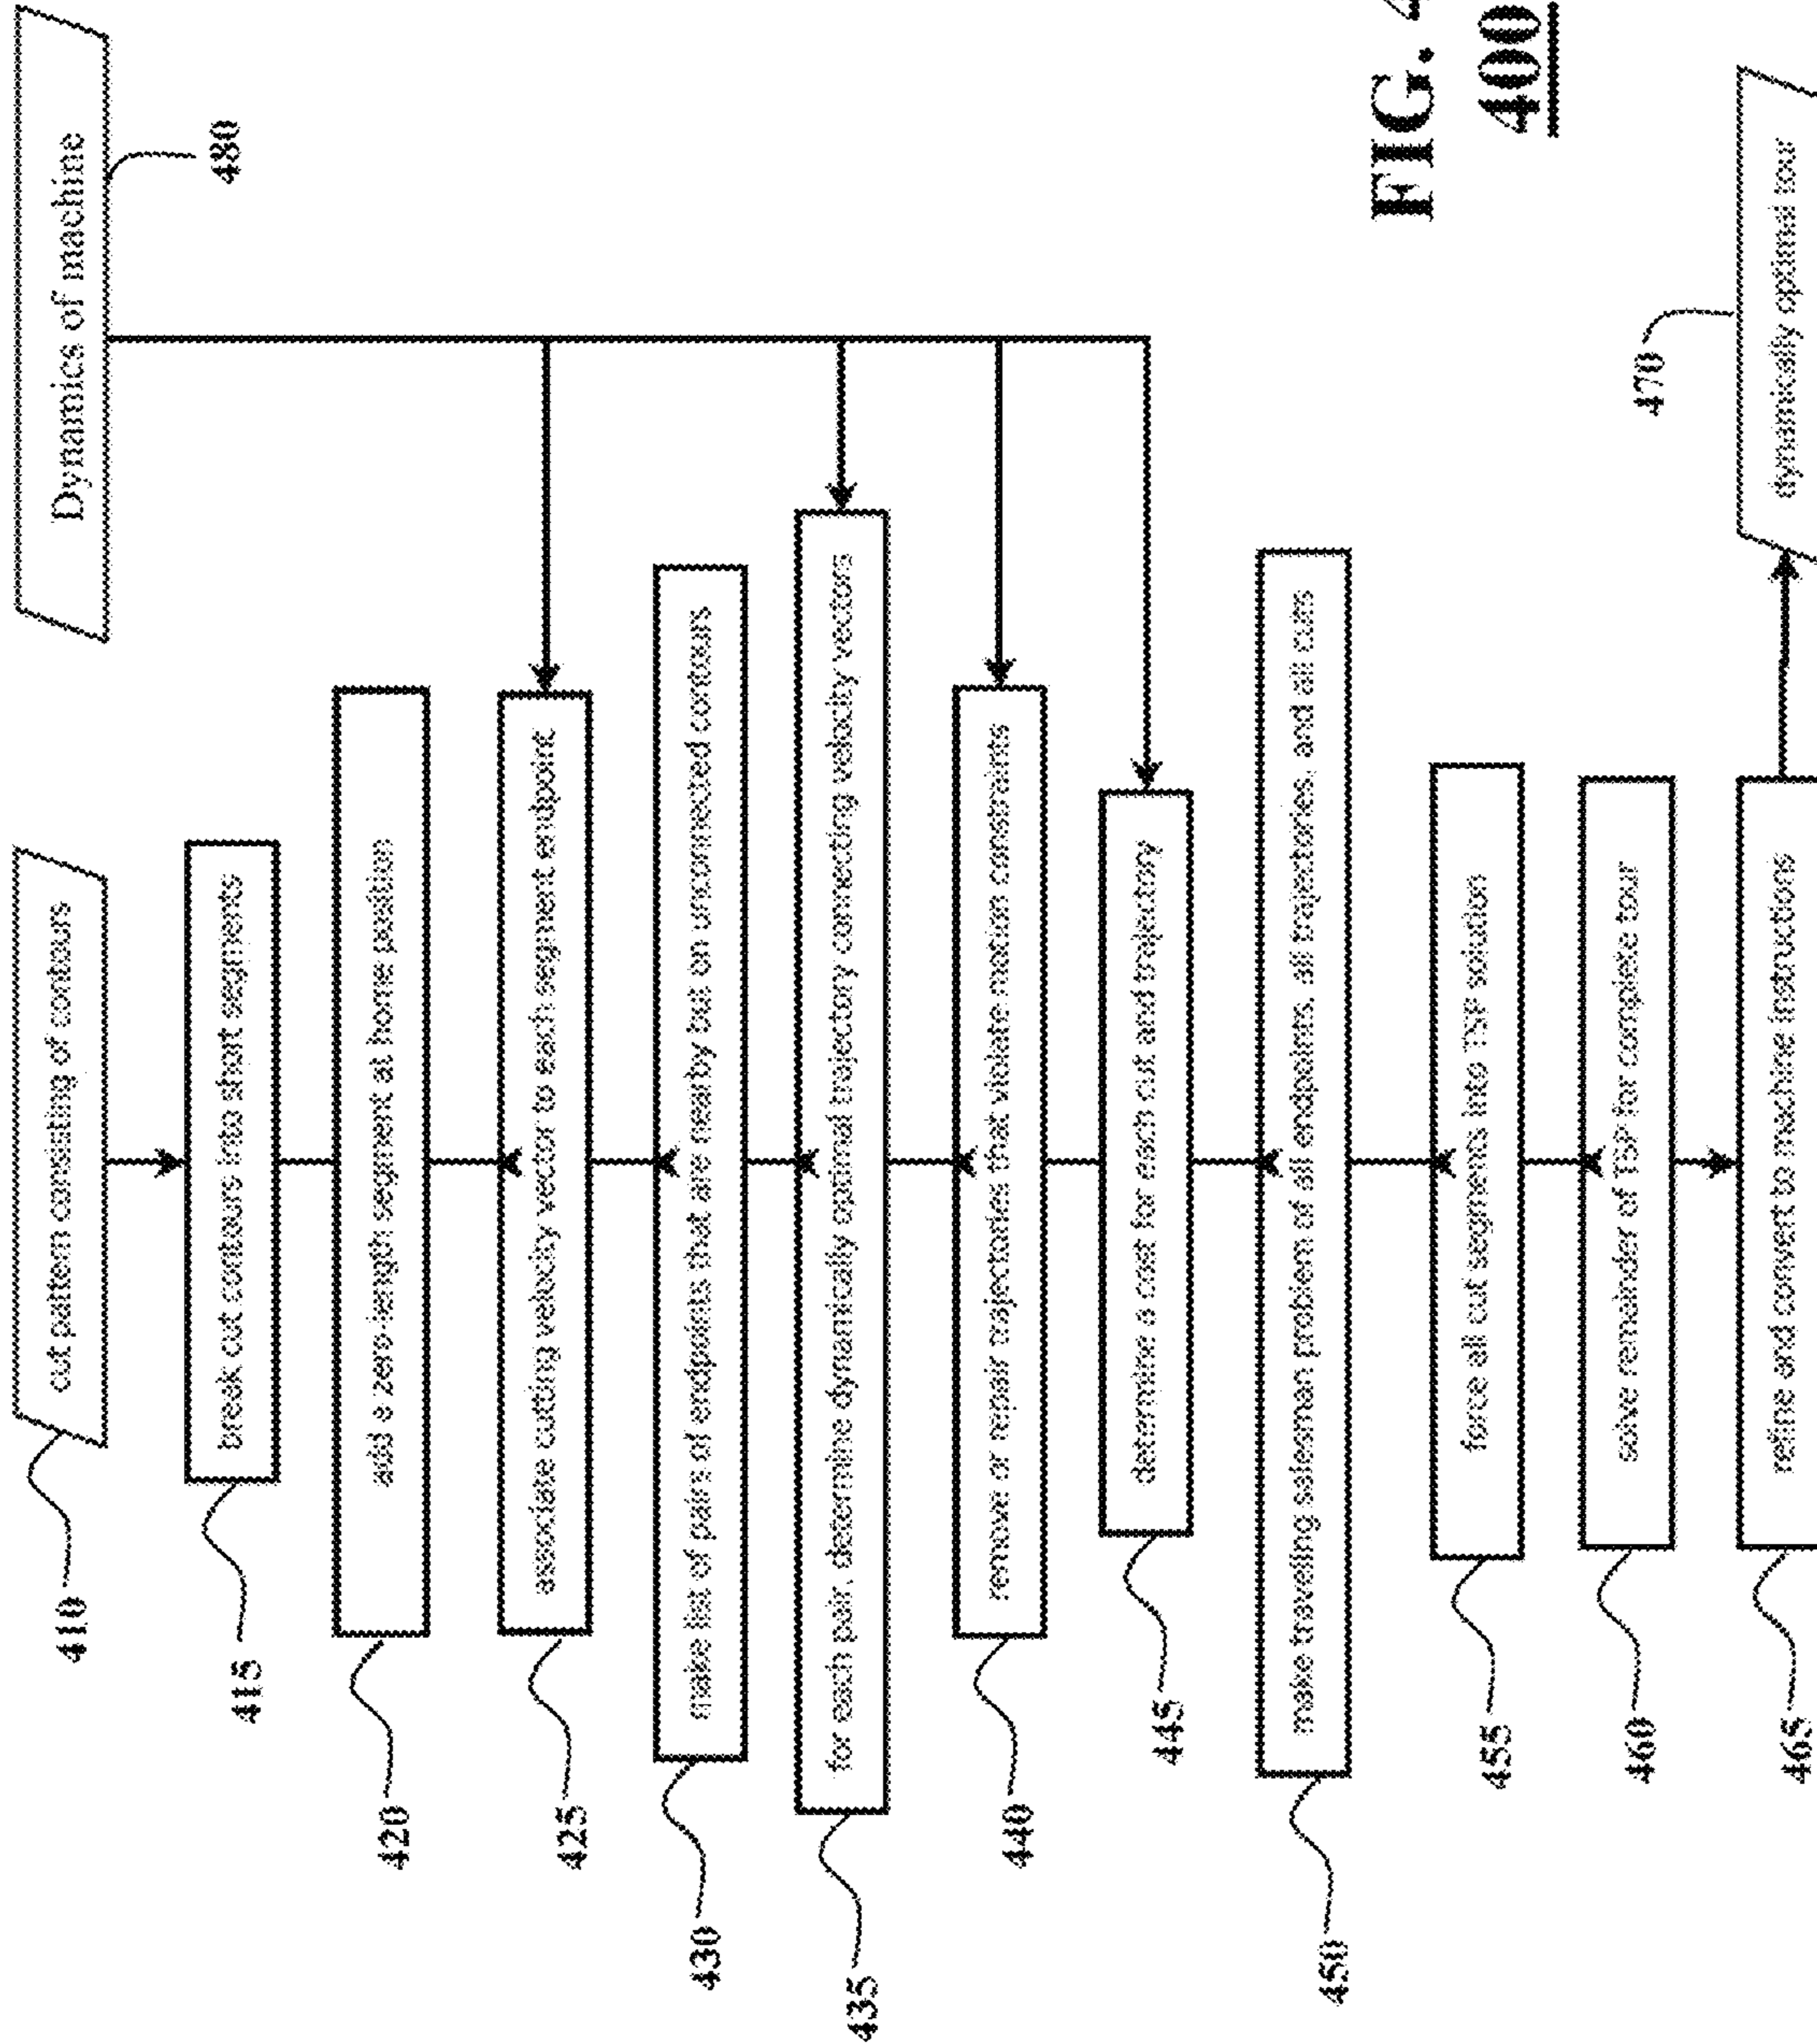 Dynamics of machine
480
cut pattern consisting of contours
410
break cut contours into short segments
415
add a zero-length segment at home position
420
associate cutting velocity vector to each segment endpoint
425
make list of pairs of endpoints that are nearby but on unconnected contours
430
for each pair, determine dynamically optimal trajectory connecting velocity vectors
435
remove or repair trajectories that violate motion constraints
440
determine a cost for each cut and trajectory
445
make traveling salesman problem of all endpoints, all trajectories, and all cuts
450
force all cut segments into TSP solution
455
solve remainder of TSP for complete tour
460
refine and convert to machine instructions
465
dynamically optimal tour
470
FIG. 4
400